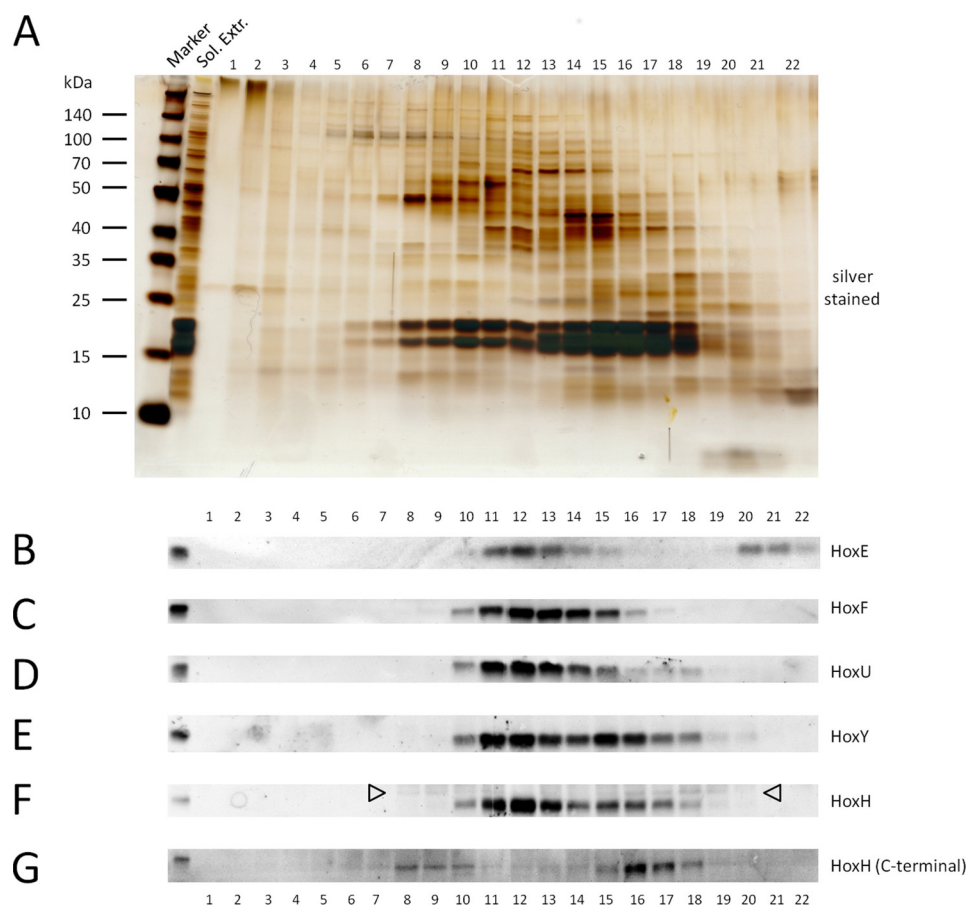 A
Marker
Sol. Extr.
kDa 1 2 3 4 5 6 7 8 9 10 11 12 13 14 15 16 17 18 19 20 21 22
140
100
70
50
40
35
25
15
10
silver
stained
1 2 3 4 5 6 7 8 9 10 11 12 13 14 15 16 17 18 19 20 21 22
B HoxE
C HoxF
D HoxU
E HoxY
F HoxH
G HoxH (C-terminal)
1 2 3 4 5 6 7 8 9 10 11 12 13 14 15 16 17 18 19 20 21 22